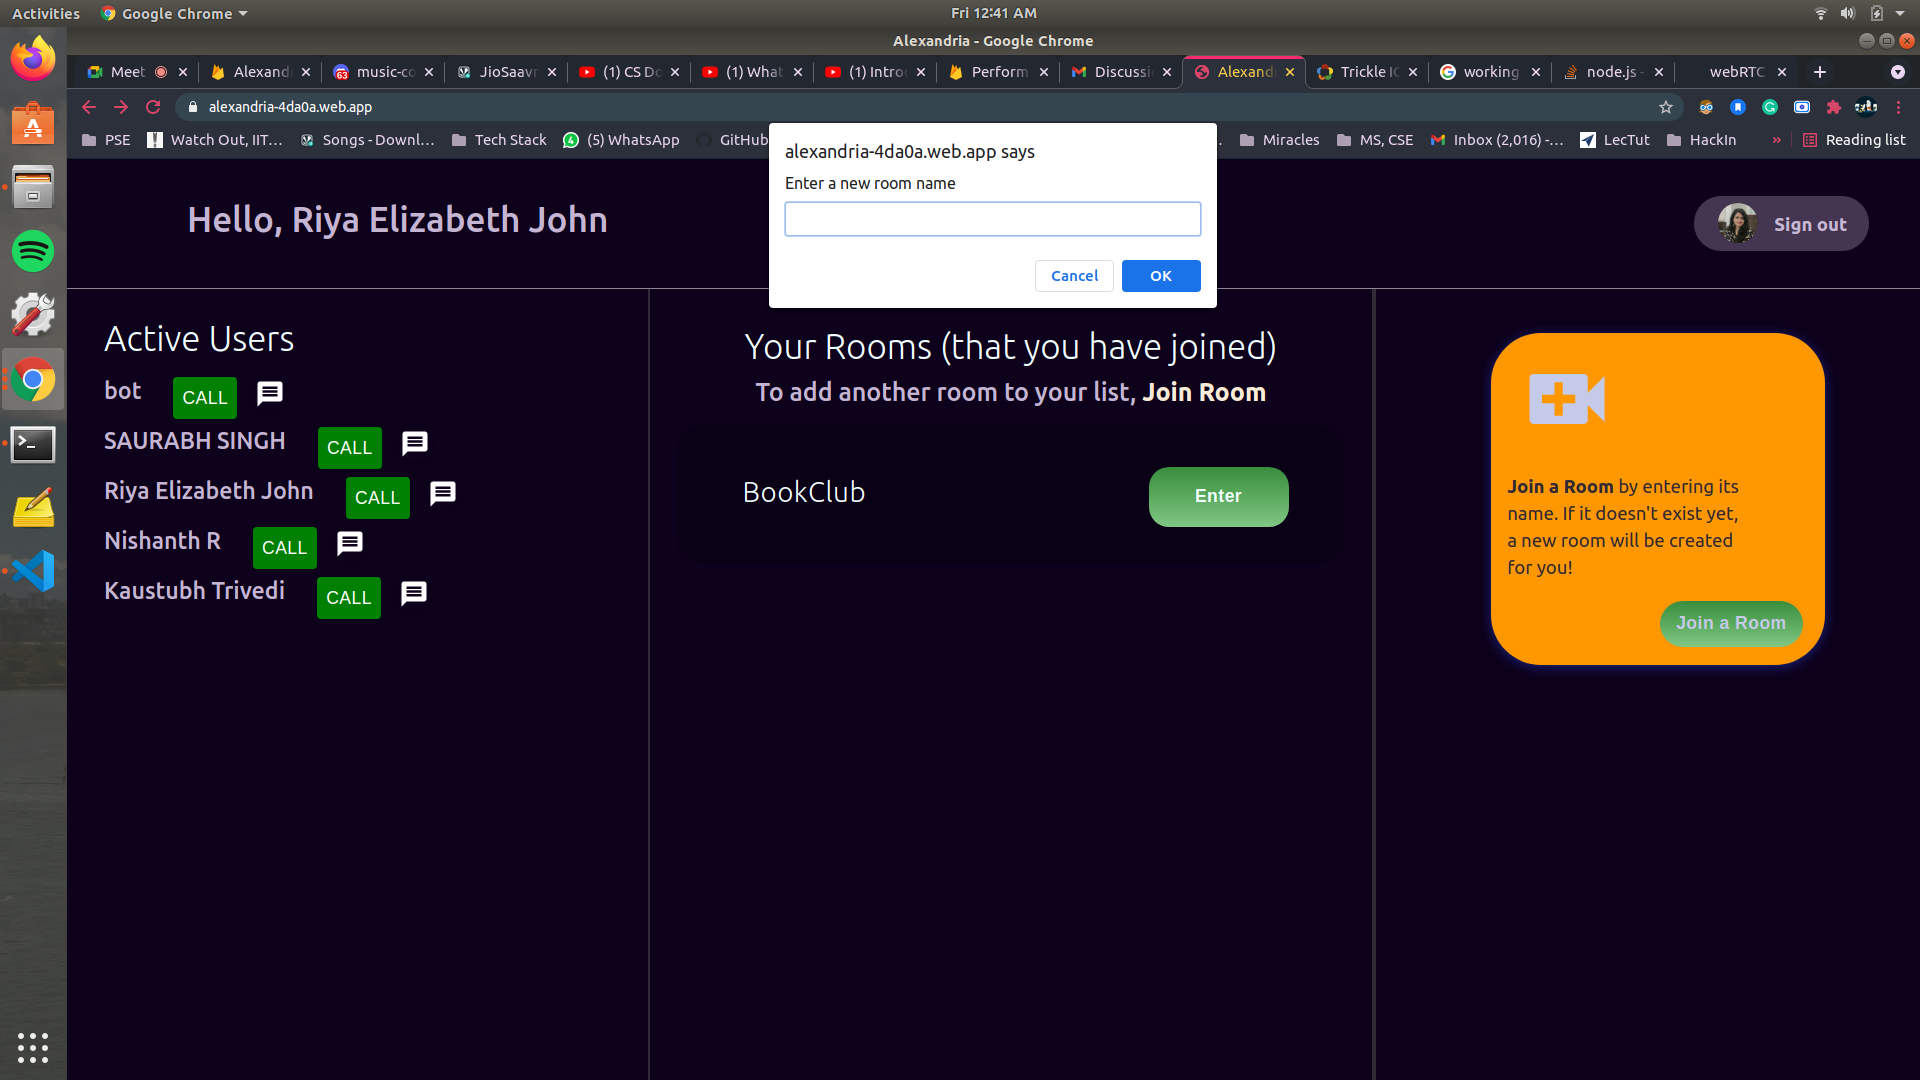 Activities
Google Chrome
Fri 12:41 AM
Alexandria - Google Chrome
Meet
Alexand
63
music-co
JioSaavn
(1) CS Do
(1) What
(1) Intro
Perform
Discussi
Alexand
Trickle IC
working
node.js -
webRTC
alexandria-4da0a.web.app
PSE
Watch Out, IIT...
Songs - Downl...
Tech Stack
4
(5) WhatsApp
GitHub
Miracles
MS, CSE
Inbox (2,016) -...
LecTut
HackIn
»
Reading list
alexandria-4da0a.web.app says
Enter a new room name
Cancel
OK
Hello, Riya Elizabeth John
Sign out
Active Users
bot CALL
SAURABH SINGH CALL
Riya Elizabeth John CALL
Nishanth R CALL
Kaustubh Trivedi CALL
Your Rooms (that you have joined)
To add another room to your list, Join Room
BookClub
Enter
Join a Room by entering its
name. If it doesn't exist yet,
a new room will be created
for you!
Join a Room